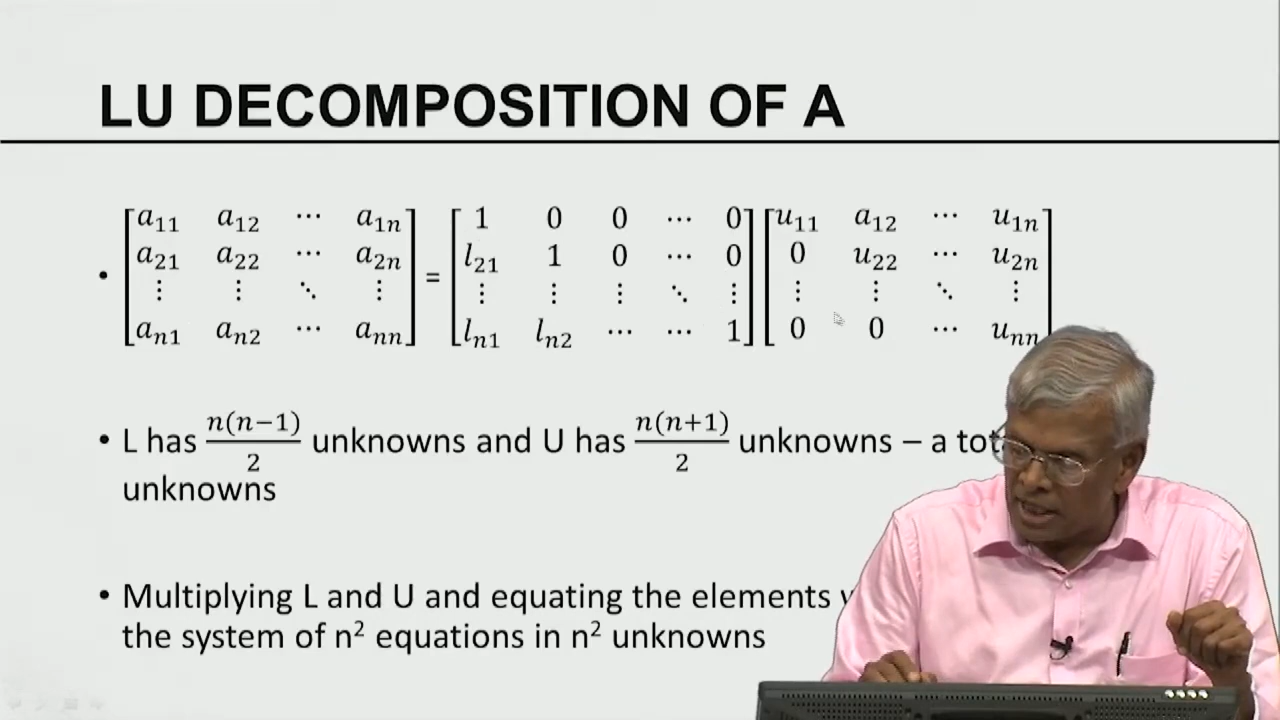 LU DECOMPOSITION OF A
• [a₁₁ a₁₂ ⋯ a₁ₙ; a₂₁ a₂₂ ⋯ a₂ₙ; ⋮ ⋮ ⋱ ⋮; aₙ₁ aₙ₂ ⋯ aₙₙ] = [1 0 0 ⋯ 0; l₂₁ 1 0 ⋯ 0; ⋮ ⋮ ⋮ ⋱ ⋮; lₙ₁ lₙ₂ ⋯ ⋯ 1] [u₁₁ a₁₂ ⋯ u₁ₙ; 0 u₂₂ ⋯ u₂ₙ; ⋮ ⋮ ⋱ ⋮; 0 0 ⋯ uₙₙ]
• L has n(n−1)/2 unknowns and U has n(n+1)/2 unknowns – a
unknowns
• Multiplying L and U and equating the elements
the system of n² equations in n² unknowns